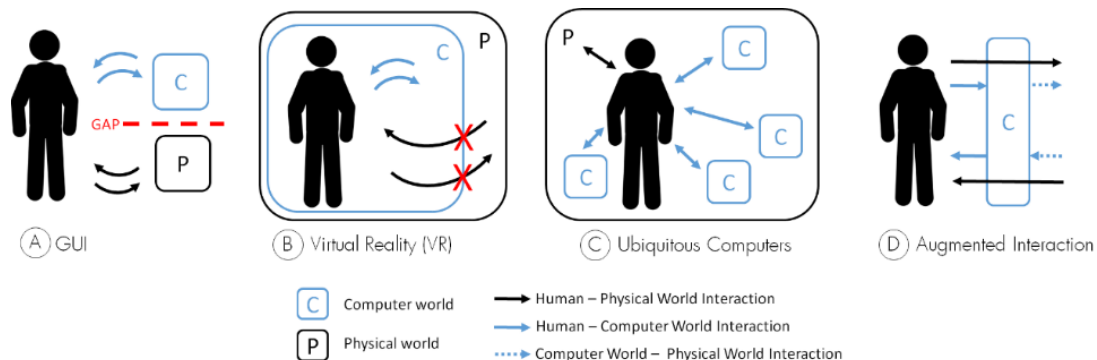 C
GAP
P
A GUI
C
P
B Virtual Reality (VR)
P
C
C
C
C
C Ubiquitous Computers
C
D Augmented Interaction
C Computer world
P Physical world
Human – Physical World Interaction
Human – Computer World Interaction
Computer World – Physical World Interaction